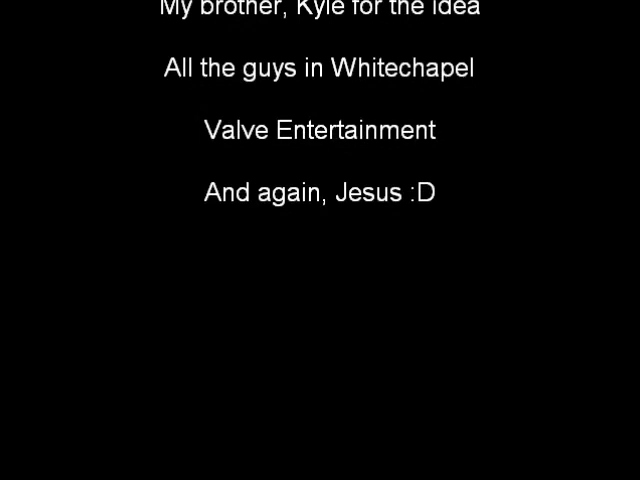 My brother, Kyle for the idea
All the guys in Whitechapel
Valve Entertainment
And again, Jesus :D